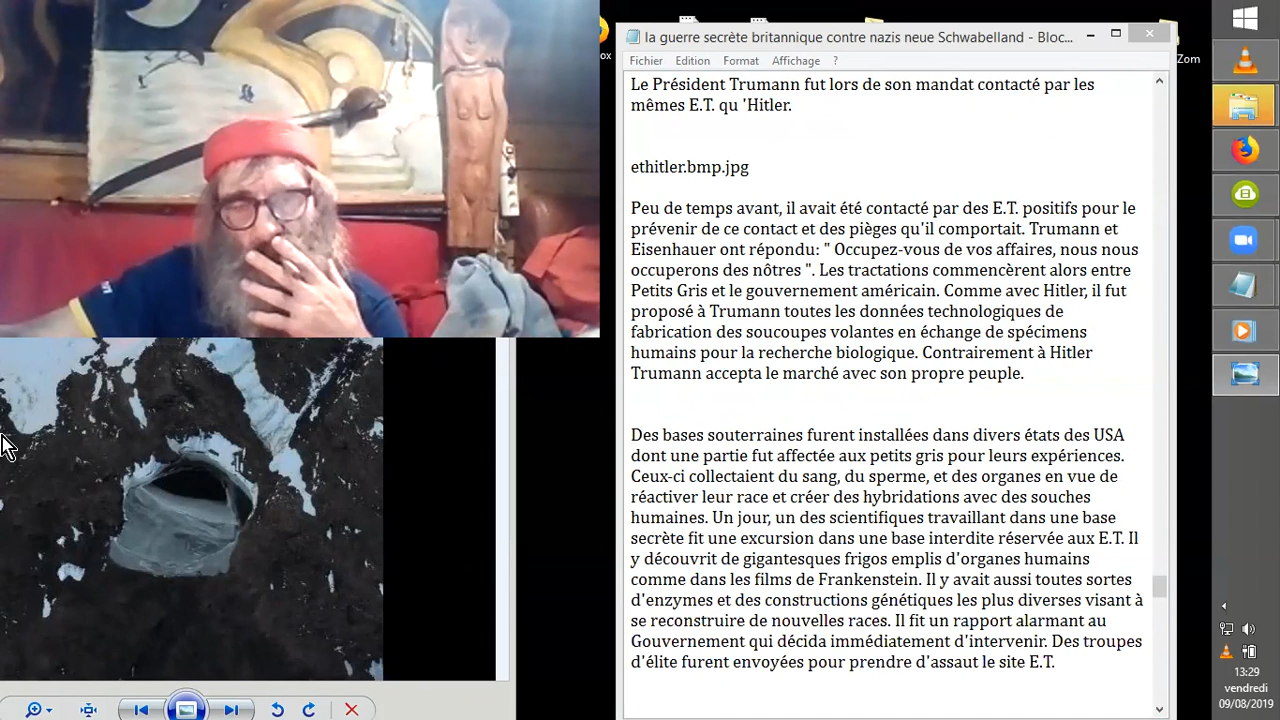 la guerre secrète britannique contre nazis neue Schwabelland - Bloc...
Fichier Edition Format Affichage ?
Le Président Trumann fut lors de son mandat contacté par les
mêmes E.T. qu 'Hitler.
ethitler.bmp.jpg
Peu de temps avant, il avait été contacté par des E.T. positifs pour le
prévenir de ce contact et des pièges qu'il comportait. Trumann et
Eisenhauer ont répondu: " Occupez-vous de vos affaires, nous nous
occuperons des nôtres ". Les tractations commencèrent alors entre
Petits Gris et le gouvernement américain. Comme avec Hitler, il fut
proposé à Trumann toutes les données technologiques de
fabrication des soucoupes volantes en échange de spécimens
humains pour la recherche biologique. Contrairement à Hitler
Trumann accepta le marché avec son propre peuple.
Des bases souterraines furent installées dans divers états des USA
dont une partie fut affectée aux petits gris pour leurs expériences.
Ceux-ci collectaient du sang, du sperme, et des organes en vue de
réactiver leur race et créer des hybridations avec des souches
humaines. Un jour, un des scientifiques travaillant dans une base
secrète fit une excursion dans une base interdite réservée aux E.T. Il
y découvrit de gigantesques frigos emplis d'organes humains
comme dans les films de Frankenstein. Il y avait aussi toutes sortes
d'enzymes et des constructions génétiques les plus diverses visant à
se reconstruire de nouvelles races. Il fit un rapport alarmant au
Gouvernement qui décida immédiatement d'intervenir. Des troupes
d'élite furent envoyées pour prendre d'assaut le site E.T.
ox
Zom
13:29
vendredi
09/08/2019